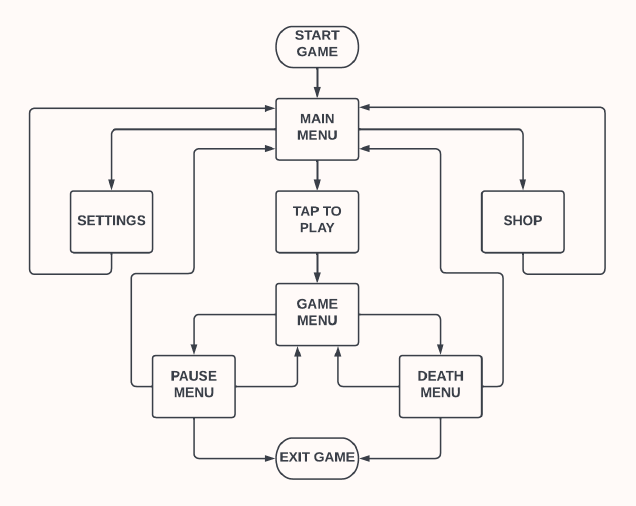 START
GAME
MAIN
MENU
SETTINGS
TAP TO
PLAY
SHOP
GAME
MENU
PAUSE
MENU
DEATH
MENU
EXIT GAME